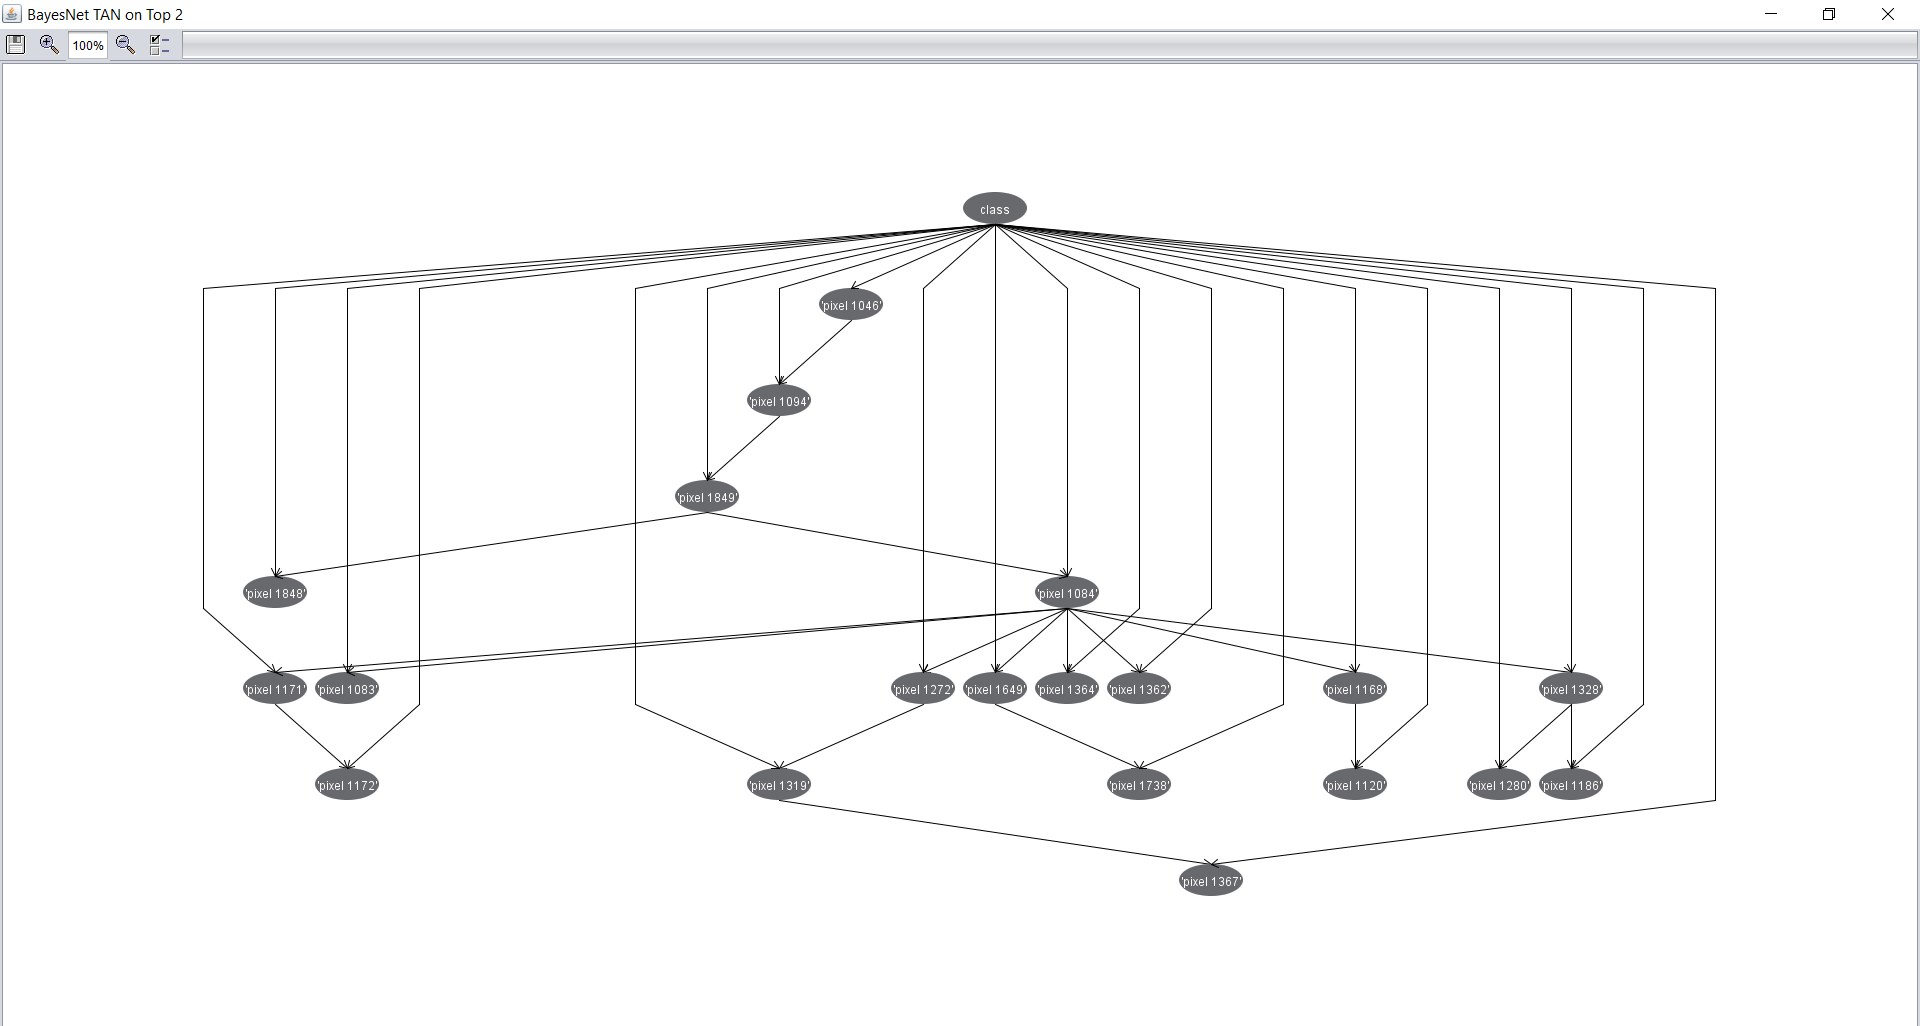 BayesNet TAN on Top 2
100%
class
'pixel 1046'
'pixel 1094'
'pixel 1849'
'pixel 1848'
'pixel 1084'
'pixel 1171'
'pixel 1083'
'pixel 1272'
'pixel 1649'
'pixel 1364'
'pixel 1362'
'pixel 1168'
'pixel 1328'
'pixel 1172'
'pixel 1319'
'pixel 1738'
'pixel 1120'
'pixel 1280'
'pixel 1186'
'pixel 1367'